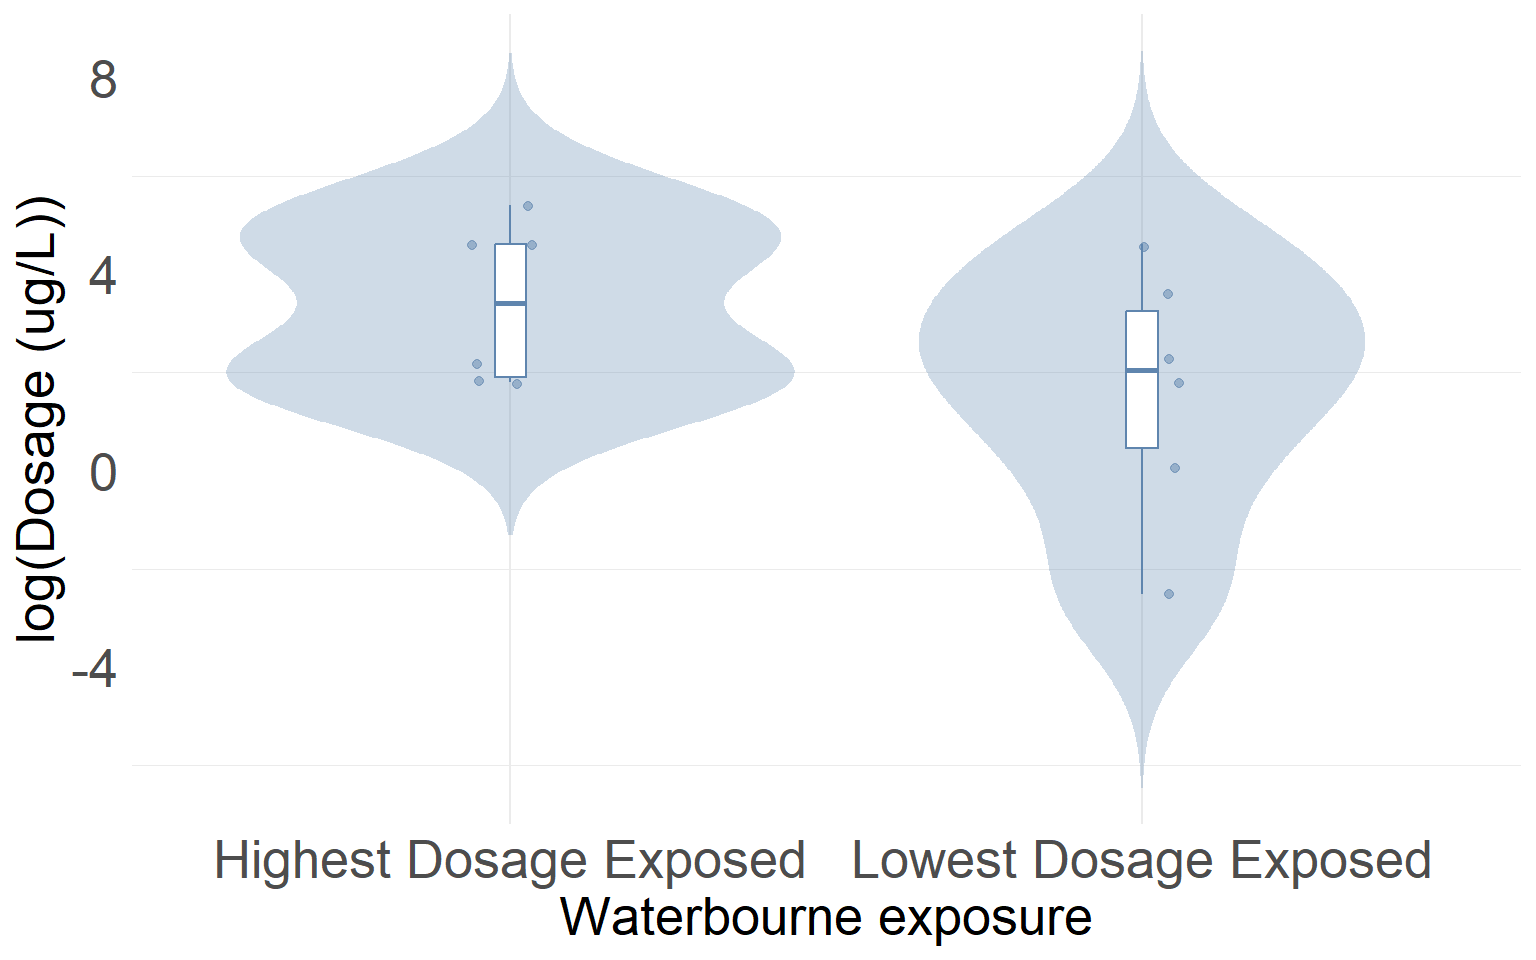 log(Dosage (ug/L))
8
4
0
-4
Highest Dosage Exposed
Lowest Dosage Exposed
Waterbourne exposure